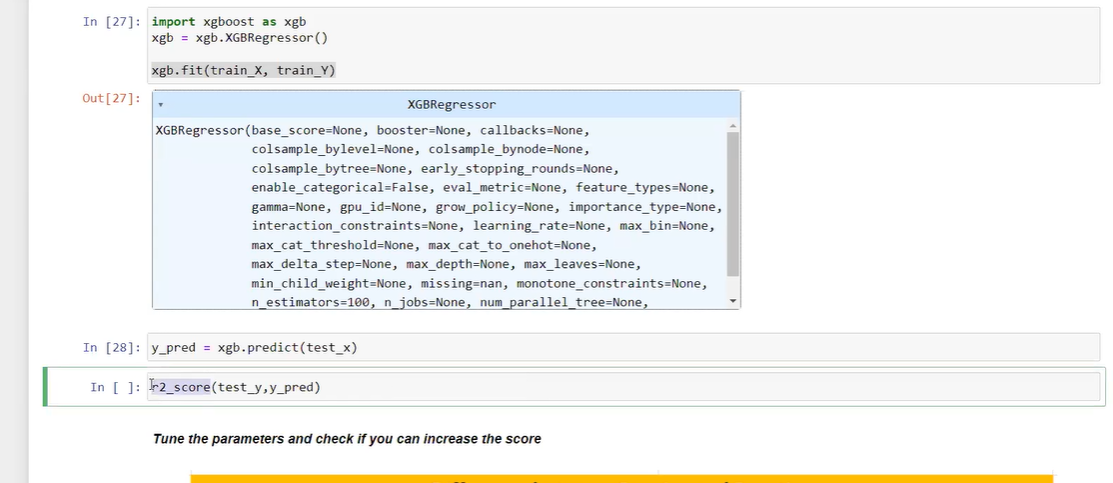 In [27]: import xgboost as xgb
xgb = xgb.XGBRegressor()
xgb.fit(train_X, train_Y)
Out[27]: XGBRegressor
XGBRegressor(base_score=None, booster=None, callbacks=None,
colsample_bylevel=None, colsample_bynode=None,
colsample_bytree=None, early_stopping_rounds=None,
enable_categorical=False, eval_metric=None, feature_types=None,
gamma=None, gpu_id=None, grow_policy=None, importance_type=None,
interaction_constraints=None, learning_rate=None, max_bin=None,
max_cat_threshold=None, max_cat_to_onehot=None,
max_delta_step=None, max_depth=None, max_leaves=None,
min_child_weight=None, missing=nan, monotone_constraints=None,
n_estimators=100, n_jobs=None, num_parallel_tree=None,
In [28]: y_pred = xgb.predict(test_x)
In [ ]: r2_score(test_y,y_pred)
Tune the parameters and check if you can increase the score